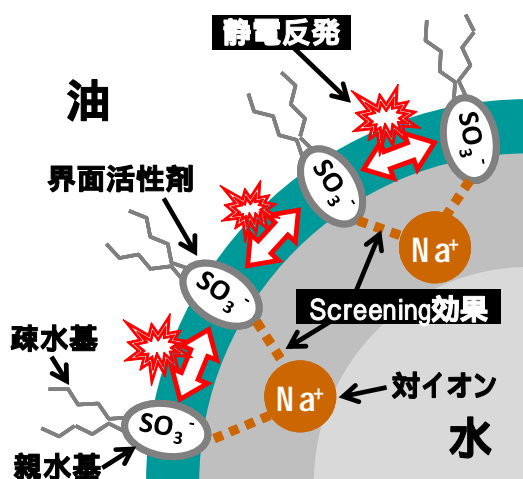 静電反発
油
SO₃⁻
界面活性剤
SO₃⁻
Na⁺
SO₃⁻
Screening効果
疎水基
Na⁺
対イオン
SO₃⁻
水
親水基